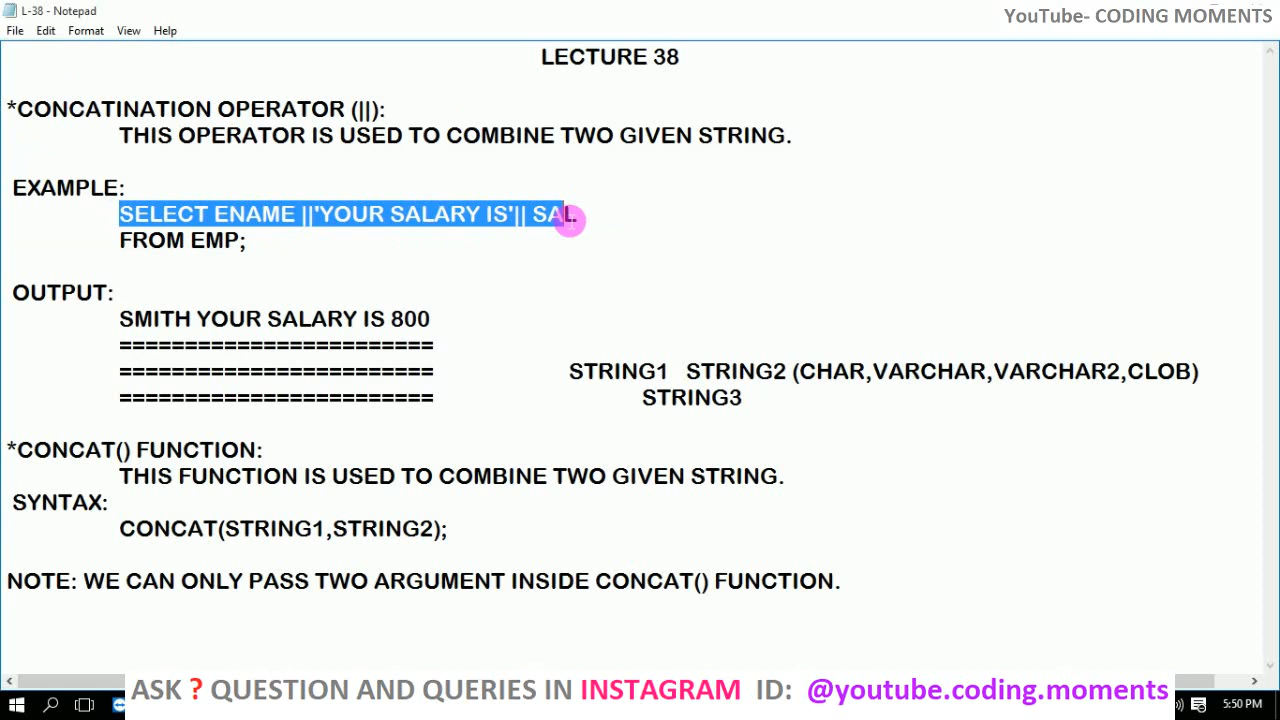 L-38 - Notepad
YouTube- CODING MOMENTS
File Edit Format View Help
LECTURE 38
*CONCATINATION OPERATOR (||):
THIS OPERATOR IS USED TO COMBINE TWO GIVEN STRING.
EXAMPLE:
SELECT ENAME ||'YOUR SALARY IS'|| SAL
FROM EMP;
OUTPUT:
SMITH YOUR SALARY IS 800
========================
======================== STRING1 STRING2 (CHAR,VARCHAR,VARCHAR2,CLOB)
======================== STRING3
*CONCAT() FUNCTION:
THIS FUNCTION IS USED TO COMBINE TWO GIVEN STRING.
SYNTAX:
CONCAT(STRING1,STRING2);
NOTE: WE CAN ONLY PASS TWO ARGUMENT INSIDE CONCAT() FUNCTION.
ASK ? QUESTION AND QUERIES IN INSTAGRAM ID: @youtube.coding.moments
5:50 PM